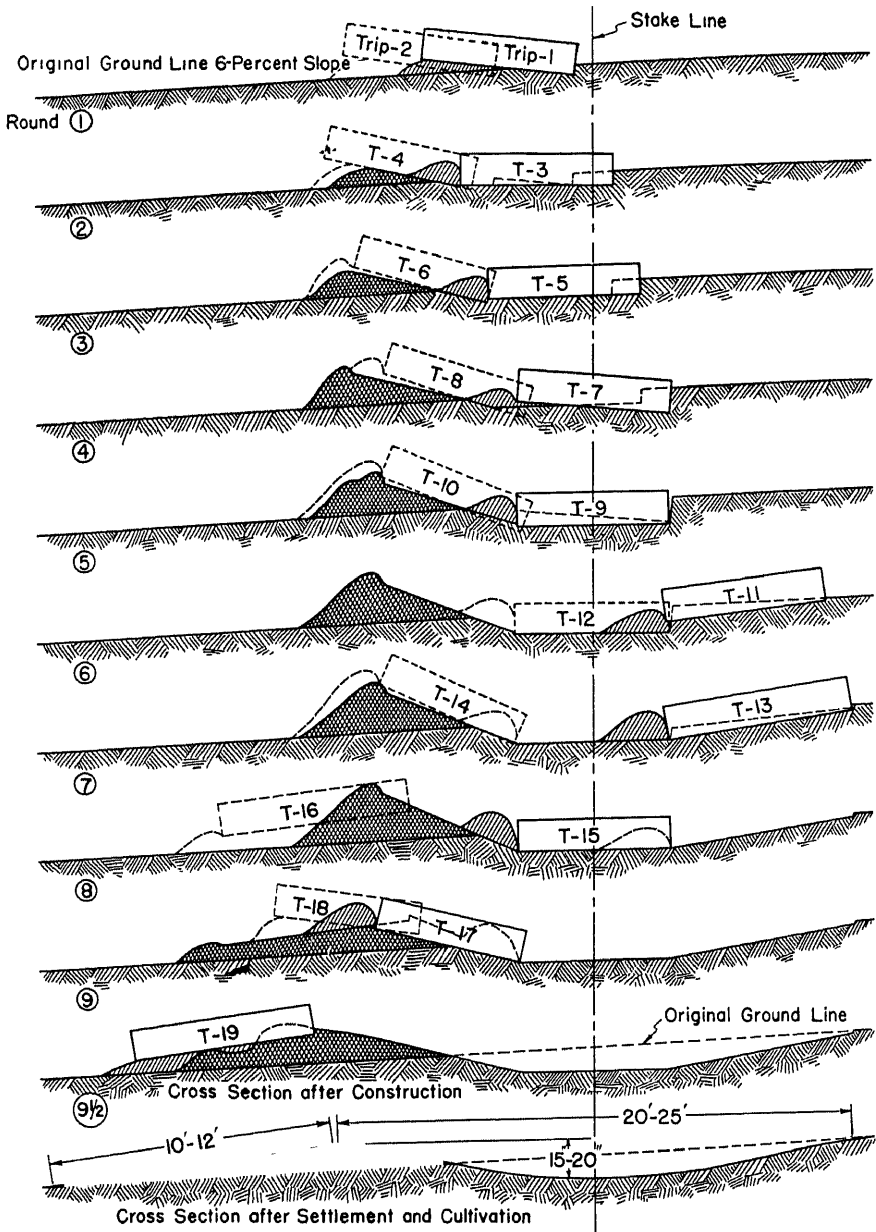 Stake Line
Trip-2
Trip-1
Original Ground Line 6-Percent Slope
Round ①
T-4
T-3
②
T-6
T-5
③
T-8
T-7
④
T-10
T-9
⑤
T-12
T-11
⑥
T-14
T-13
⑦
T-16
T-15
⑧
T-18
T-17
⑨
Original Ground Line
T-19
Cross Section after Construction
9½
10'-12'
20'-25'
15-20"
Cross Section after Settlement and Cultivation